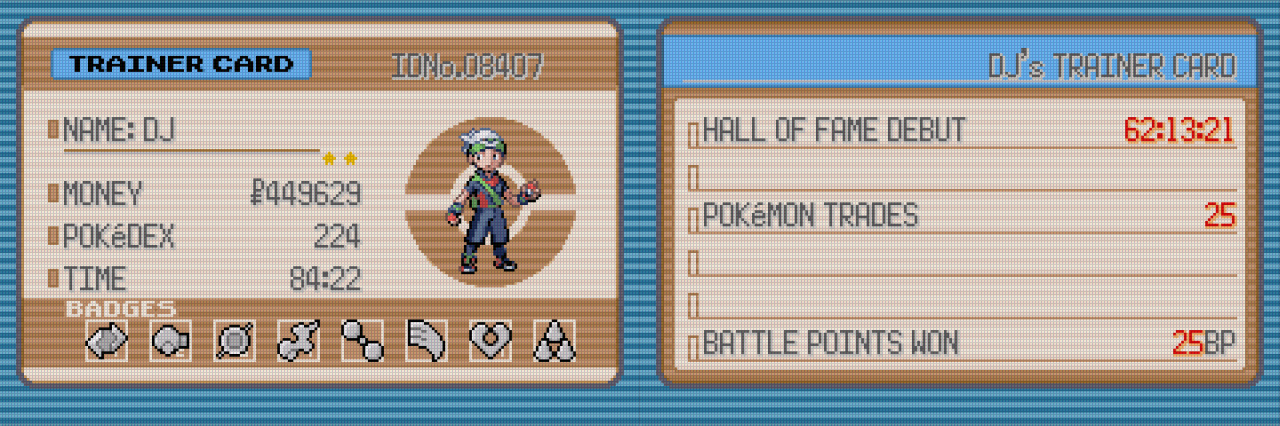 TRAINER CARD
IDNo.08407
NAME: DJ
MONEY ₽449629
POKéDEX 224
TIME 84:22
BADGES
DJ's TRAINER CARD
HALL OF FAME DEBUT 62:13:21
POKéMON TRADES 25
BATTLE POINTS WON 25BP